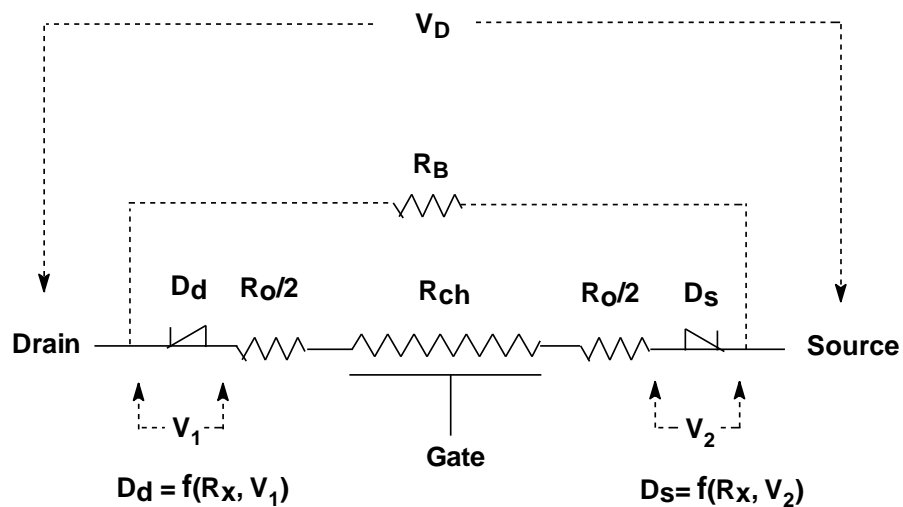 V_D
R_B
D_d R_o/2 R_ch R_o/2 D_s
Drain Source
V_1 V_2
Gate
D_d = f(R_x, V_1) D_s= f(R_x, V_2)